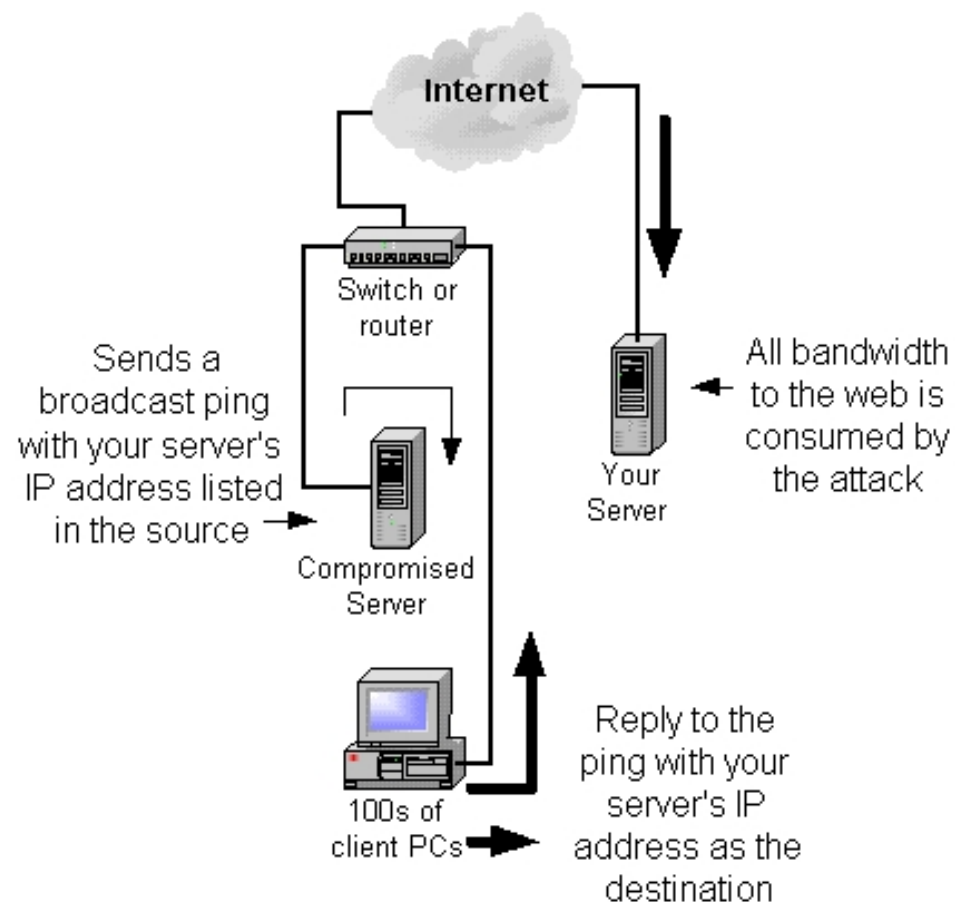 Internet
Switch or
router
Sends a
broadcast ping
with your server's
IP address listed
in the source
Compromised
Server
Your
Server
All bandwidth
to the web is
consumed by
the attack
100s of
client PCs
Reply to the
ping with your
server's IP
address as the
destination